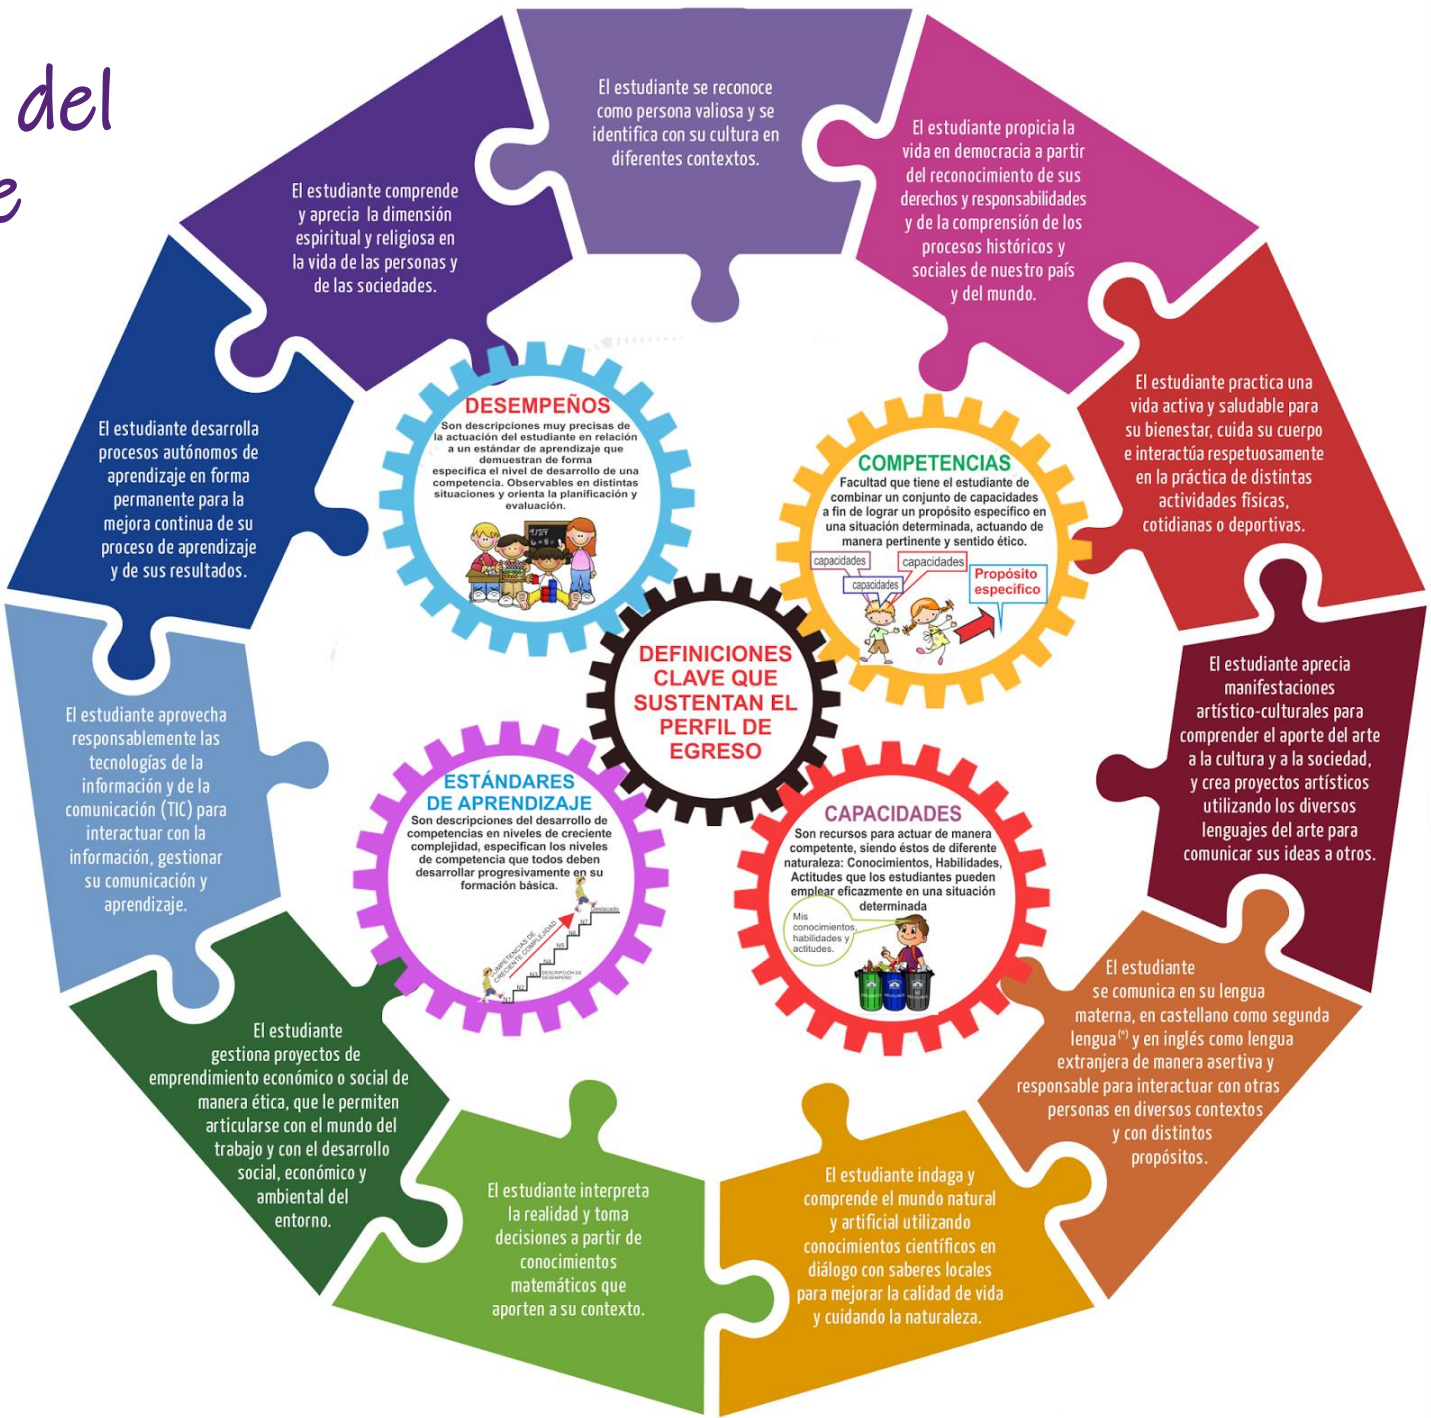 del
e
El estudiante se reconoce
como persona valiosa y se
identifica con su cultura en
diferentes contextos.
El estudiante propicia la
vida en democracia a partir
del reconocimiento de sus
derechos y responsabilidades
y de la comprensión de los
procesos históricos y
sociales de nuestro país
y del mundo.
El estudiante practica una
vida activa y saludable para
su bienestar, cuida su cuerpo
e interactúa respetuosamente
en la práctica de distintas
actividades físicas,
cotidianas o deportivas.
El estudiante aprecia
manifestaciones
artístico-culturales para
comprender el aporte del arte
a la cultura y a la sociedad,
y crea proyectos artísticos
utilizando los diversos
lenguajes del arte para
comunicar sus ideas a otros.
El estudiante
se comunica en su lengua
materna, en castellano como segunda
lengua(*) y en inglés como lengua
extranjera de manera asertiva y
responsable para interactuar con otras
personas en diversos contextos
y con distintos
propósitos.
El estudiante indaga y
comprende el mundo natural
y artificial utilizando
conocimientos científicos en
diálogo con saberes locales
para mejorar la calidad de vida
y cuidando la naturaleza.
El estudiante interpreta
la realidad y toma
decisiones a partir de
conocimientos
matemáticos que
aporten a su contexto.
El estudiante
gestiona proyectos de
emprendimiento económico o social de
manera ética, que le permiten
articularse con el mundo del
trabajo y con el desarrollo
social, económico y
ambiental del
entorno.
El estudiante aprovecha
responsablemente las
tecnologías de la
información y de la
comunicación (TIC) para
interactuar con la
información, gestionar
su comunicación y
aprendizaje.
El estudiante desarrolla
procesos autónomos de
aprendizaje en forma
permanente para la
mejora continua de su
proceso de aprendizaje
y de sus resultados.
El estudiante comprende
y aprecia la dimensión
espiritual y religiosa en
la vida de las personas y
de las sociedades.
DESEMPEÑOS
Son descripciones muy precisas de
la actuación del estudiante en relación
a un estándar de aprendizaje que
demuestran de forma
específica el nivel de desarrollo de una
competencia. Observables en distintas
situaciones y orienta la planificación y
evaluación.
COMPETENCIAS
Facultad que tiene el estudiante de
combinar un conjunto de capacidades
a fin de lograr un propósito específico en
una situación determinada, actuando de
manera pertinente y sentido ético.
capacidades
capacidades
capacidades
Propósito
específico
DEFINICIONES
CLAVE QUE
SUSTENTAN EL
PERFIL DE
EGRESO
ESTÁNDARES
DE APRENDIZAJE
Son descripciones del desarrollo de
competencias en niveles de creciente
complejidad, especifican los niveles
de competencia que todos deben
desarrollar progresivamente en su
formación básica.
COMPETENCIAS DE
CRECIENTE COMPLEJIDAD
Destacado
N7
N6
N5
N4
N3
DESCRIPCIÓN DE
DESEMPEÑO
N2
N1
CAPACIDADES
Son recursos para actuar de manera
competente, siendo éstos de diferente
naturaleza: Conocimientos, Habilidades,
Actitudes que los estudiantes pueden
emplear eficazmente en una situación
determinada
Mis
conocimientos,
habilidades y
actitudes.